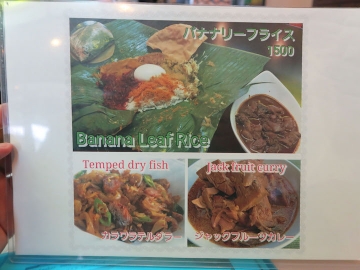 バナナリーフライス
1500
Banana Leaf Rice
Temped dry fish
jack fruit curry
カラワラテルダラ
ジャックフルーツカレー